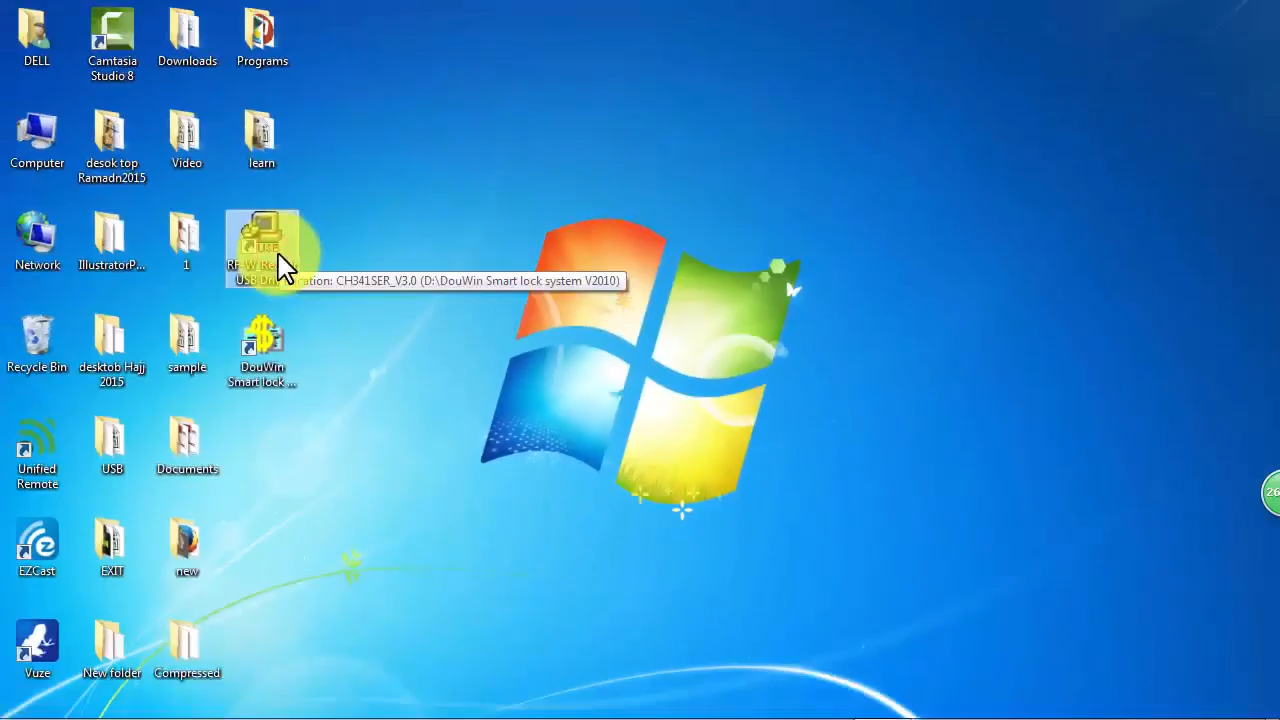 DELL
Camtasia
Studio 8
Downloads
Programs
Computer
desok top
Ramadn2015
Video
learn
Network
IllustratorP...
1
USB
CH341SER_V3.0 (D:\DouWin Smart lock system V2010)
Recycle Bin
desktob Hajj
2015
sample
DouWin
Smart lock ...
Unified
Remote
USB
Documents
EZCast
EXIT
new
Vuze
New folder
Compressed
26